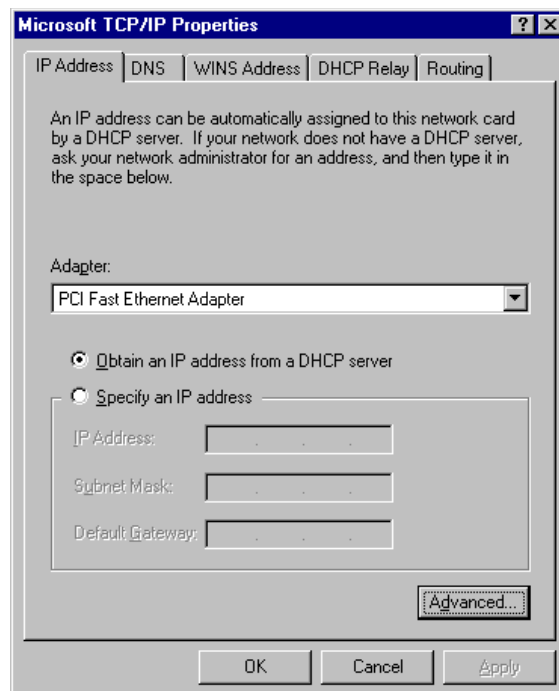 Microsoft TCP/IP Properties
IP Address DNS WINS Address DHCP Relay Routing
An IP address can be automatically assigned to this network card
by a DHCP server. If your network does not have a DHCP server,
ask your network administrator for an address, and then type it in
the space below.
Adapter:
PCI Fast Ethernet Adapter
Obtain an IP address from a DHCP server
Specify an IP address
IP Address:
Subnet Mask:
Default Gateway:
Advanced...
OK Cancel Apply